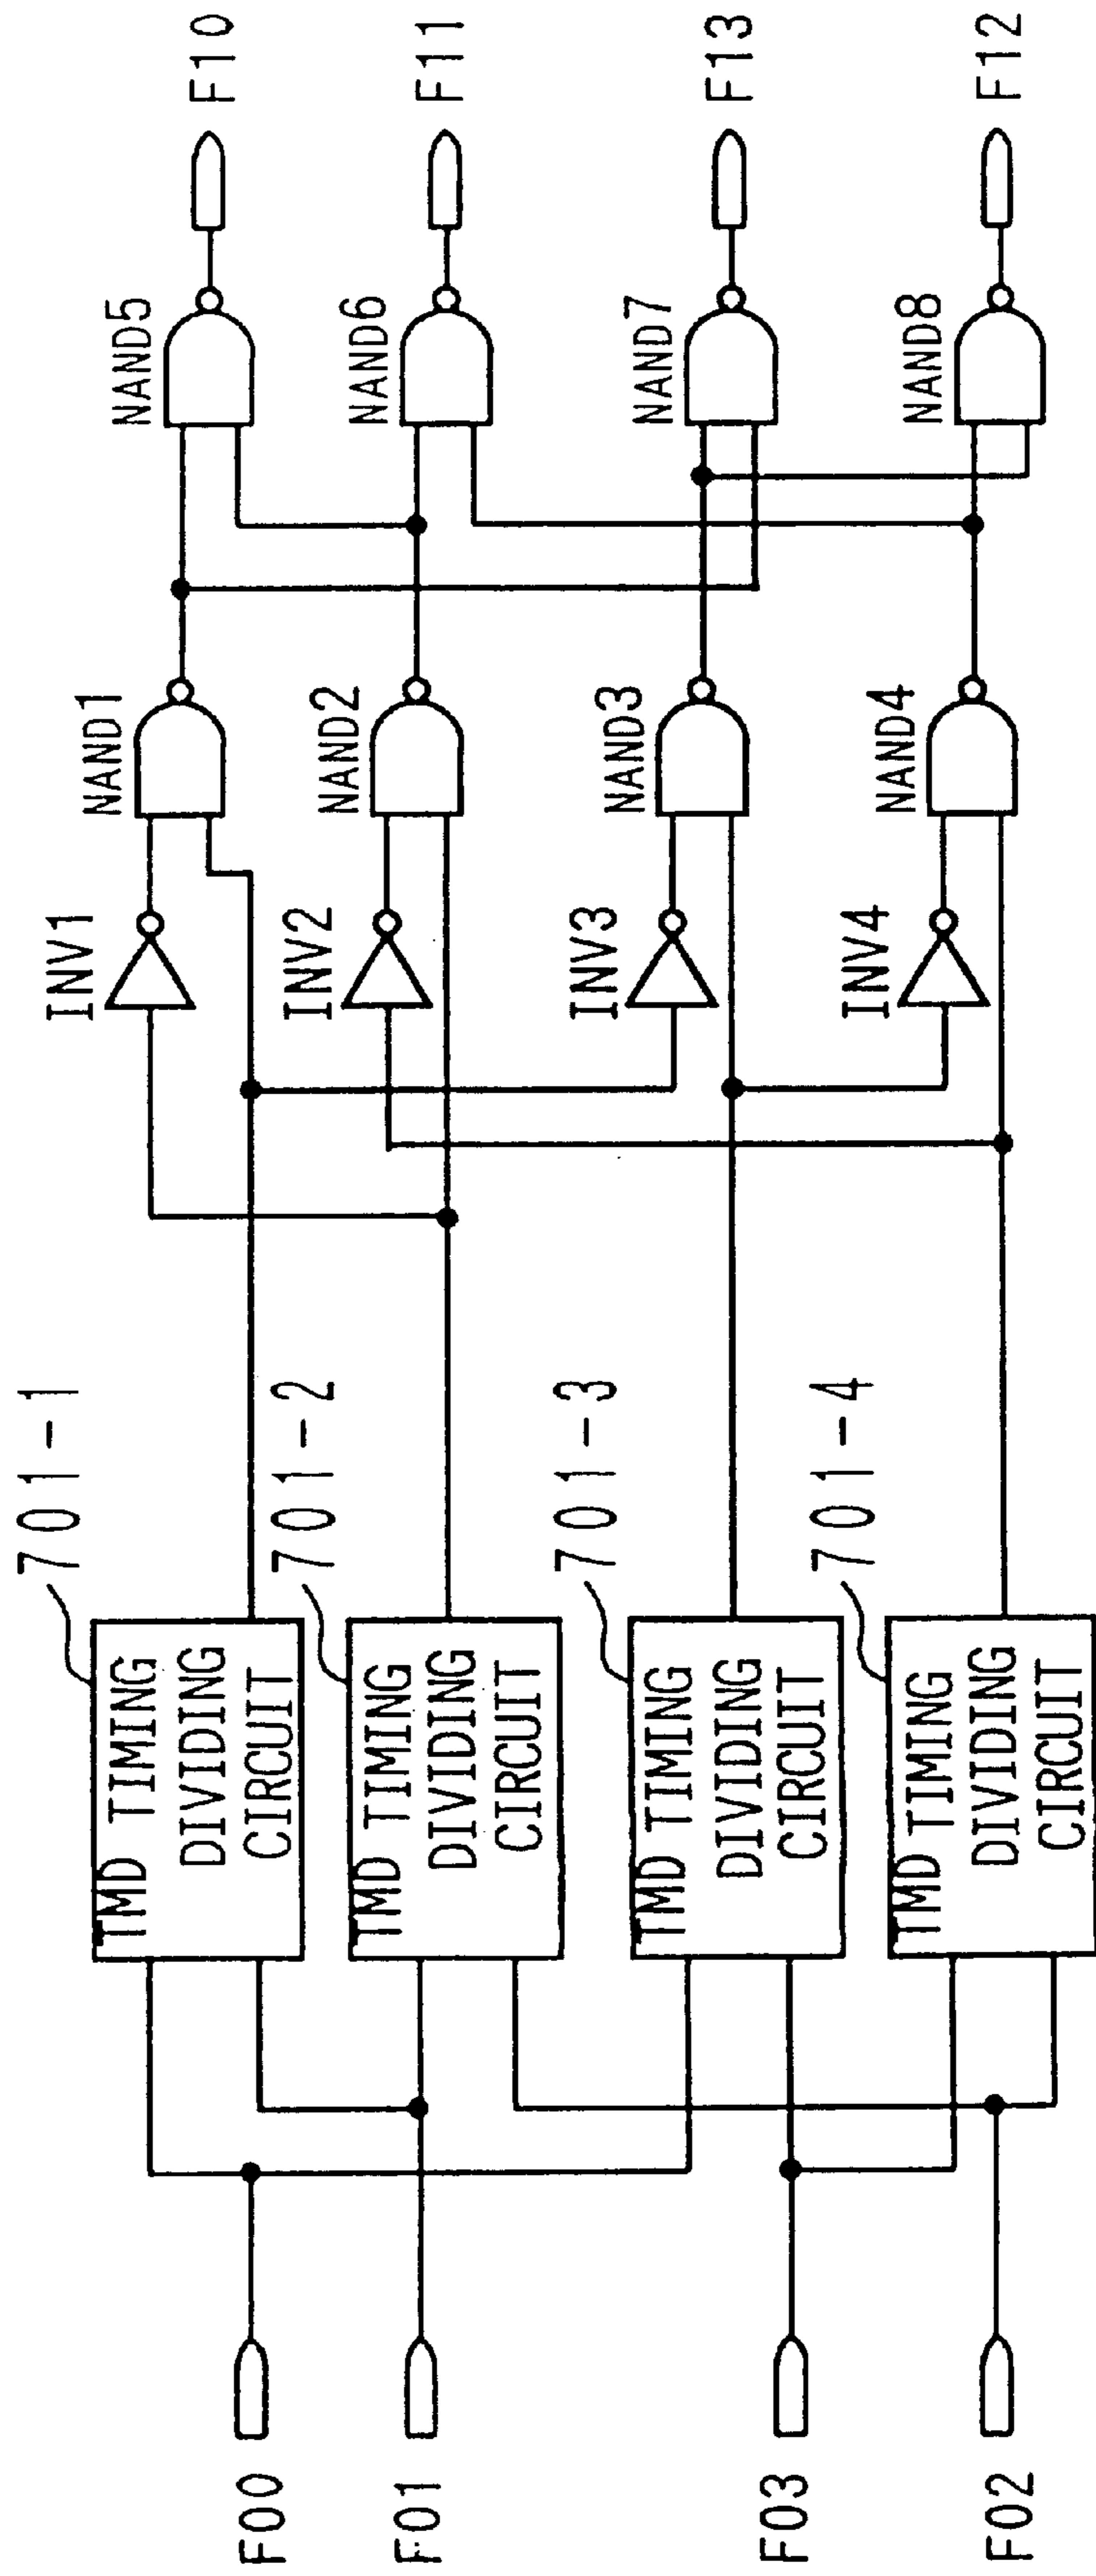 F00
F01
F03
F02
701-1
TMD TIMING
DIVIDING
CIRCUIT
701-2
TMD TIMING
DIVIDING
CIRCUIT
701-3
TMD TIMING
DIVIDING
CIRCUIT
701-4
TMD TIMING
DIVIDING
CIRCUIT
INV1
INV2
INV3
INV4
NAND1
NAND2
NAND3
NAND4
NAND5
NAND6
NAND7
NAND8
F10
F11
F13
F12